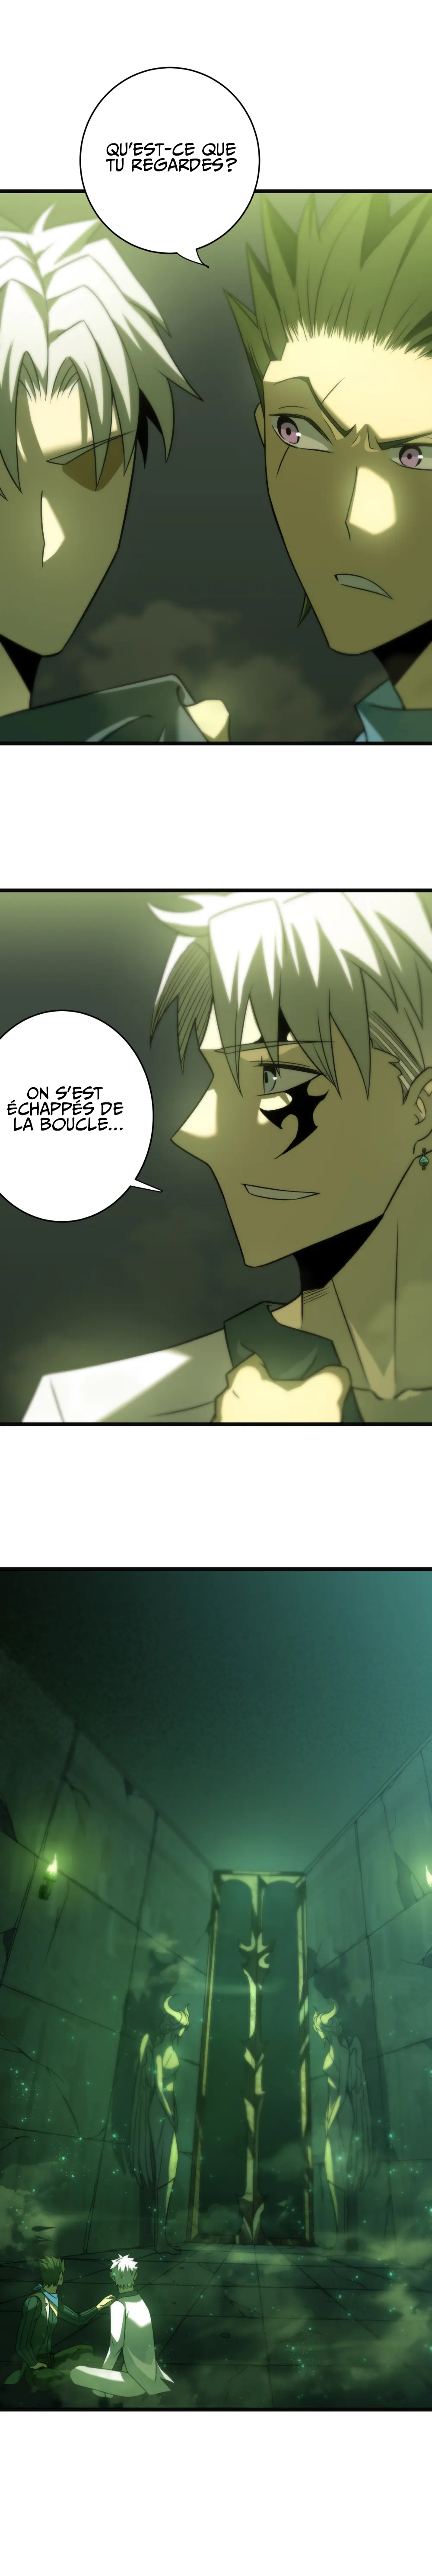 QU'EST-CE QUE
TU REGARDES?
ON S'EST
ÉCHAPPÉS DE
LA BOUCLE...